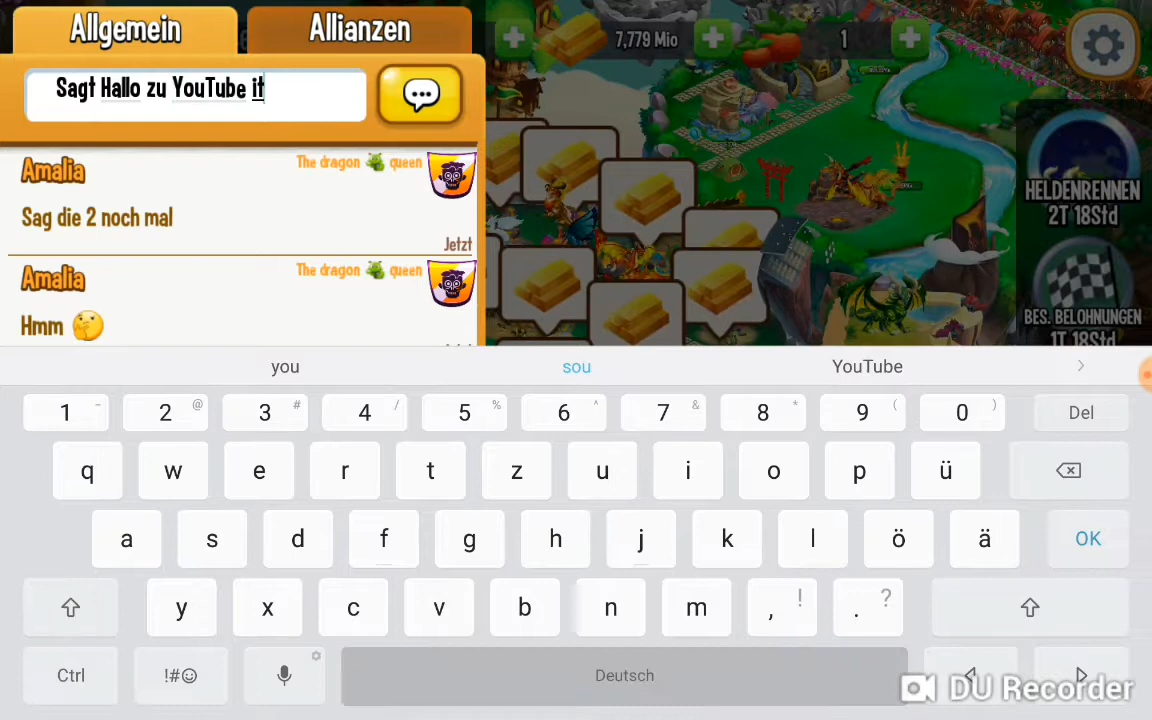 Allgemein
Allianzen
7,779 Mio
1
Sagt Hallo zu YouTube it
Amalia
The dragon 🐲 queen
Sag die 2 noch mal
Jetzt
Amalia
The dragon 🐲 queen
Hmm 🤔
HELDENRENNEN
2T 18Std
BES. BELOHNUNGEN
1T 18Std
you
sou
YouTube
1 - 2 @ 3 # 4 / 5 % 6 ^ 7 & 8 * 9 ( 0 ) Del
q w e r t z u i o p ü
a s d f g h j k l ö ä OK
y x c v b n m , ! . ?
Ctrl !#☺ Deutsch
DU Recorder